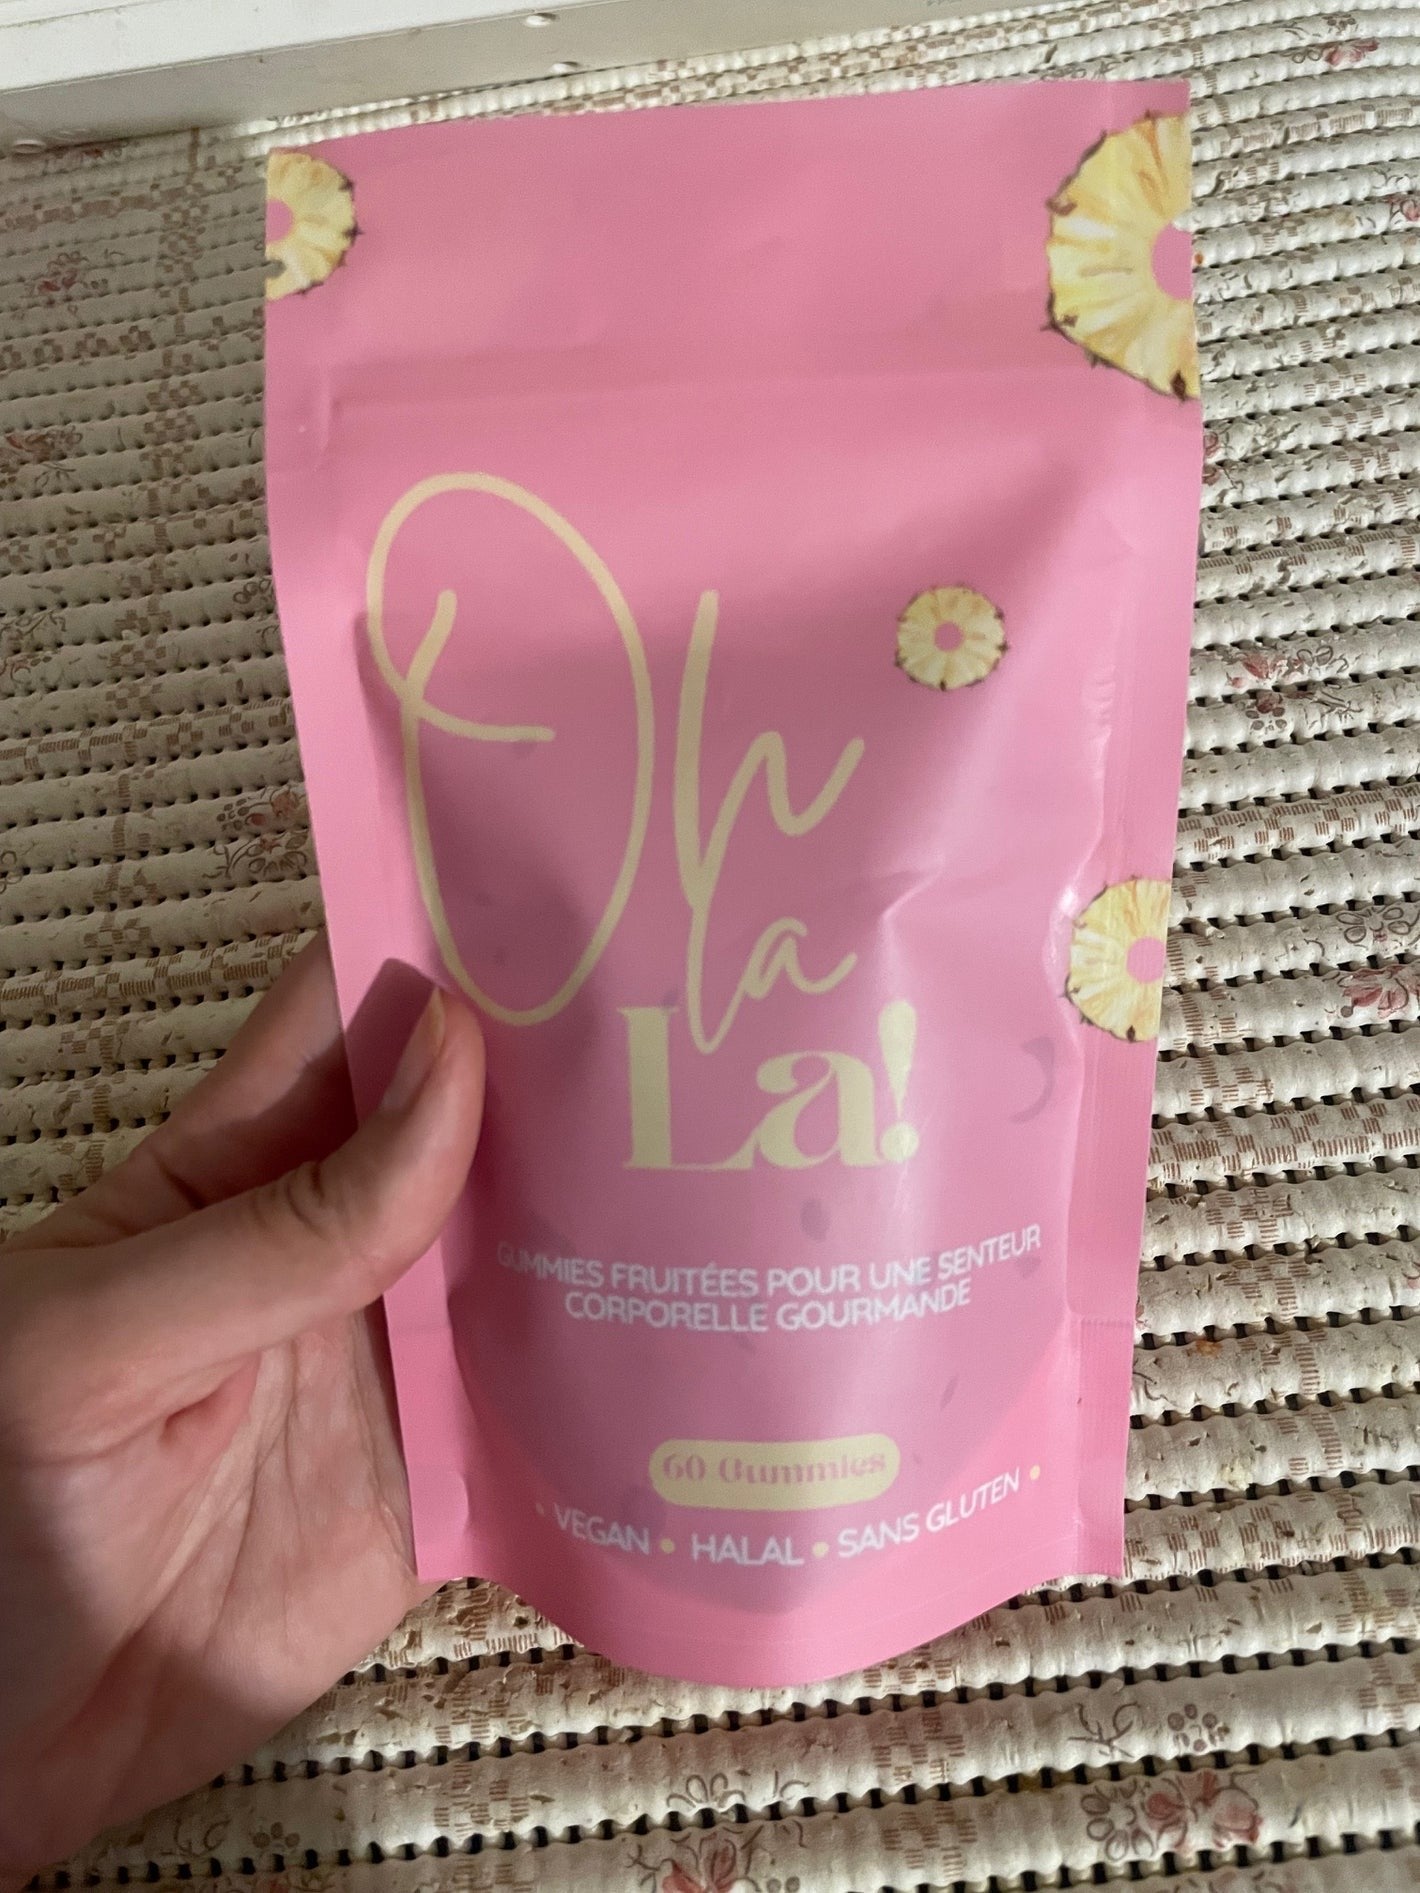 Oh
la
La!
GUMMIES FRUITÉES POUR UNE SENTEUR
CORPORELLE GOURMANDE
60 Gummies
• VEGAN • HALAL • SANS GLUTEN •